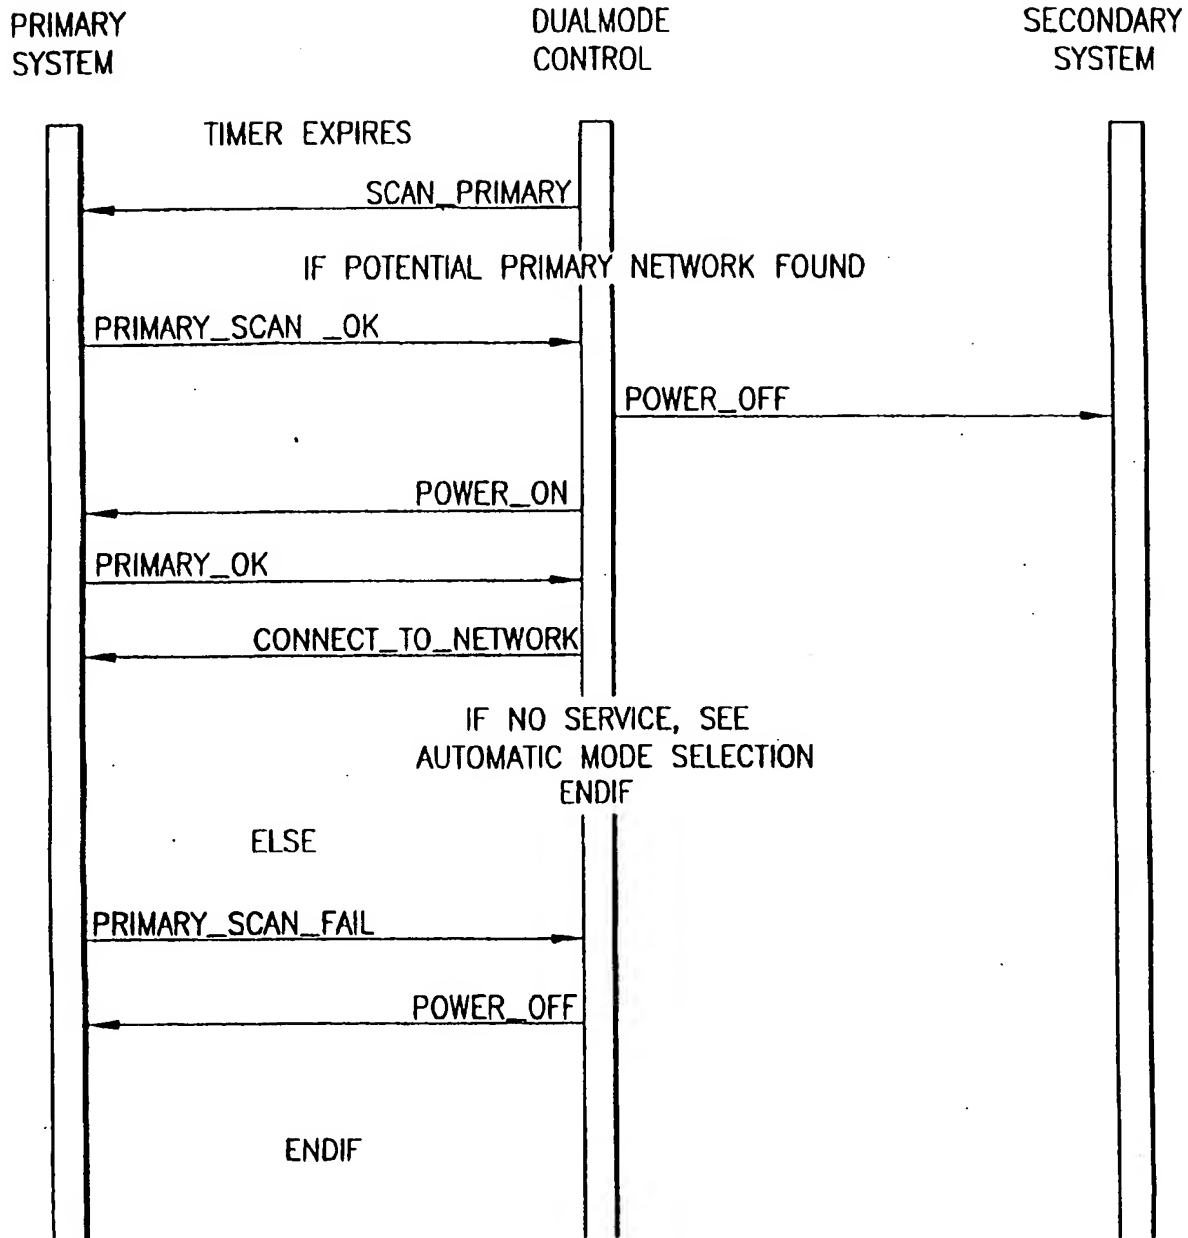 PRIMARY SYSTEM
DUALMODE CONTROL
SECONDARY SYSTEM
TIMER EXPIRES
SCAN_PRIMARY
IF POTENTIAL PRIMARY NETWORK FOUND
PRIMARY_SCAN _OK
POWER_OFF
POWER_ON
PRIMARY_OK
CONNECT_TO_NETWORK
IF NO SERVICE, SEE
AUTOMATIC MODE SELECTION
ENDIF
ELSE
PRIMARY_SCAN_FAIL
POWER_OFF
ENDIF